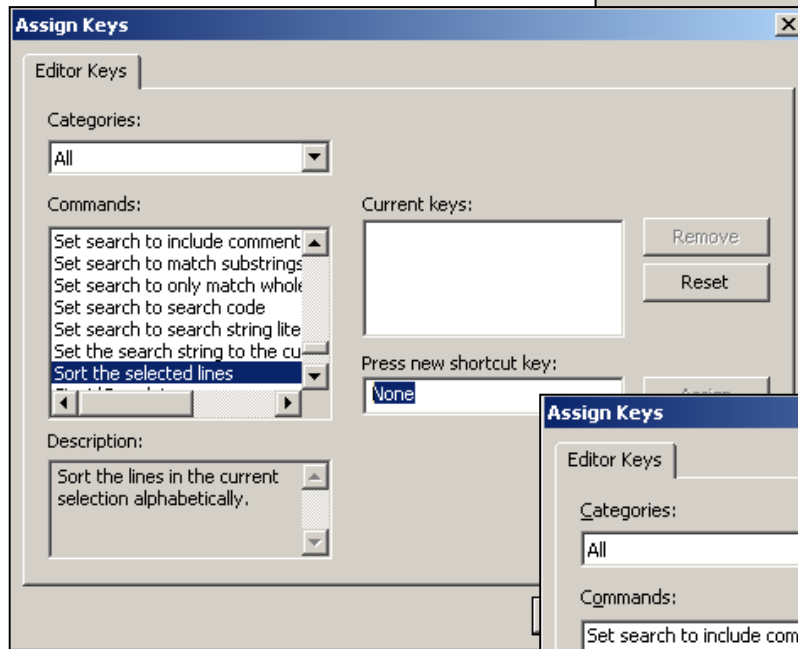 Assign Keys
Editor Keys
Categories:
All
Commands:
Set search to include comment
Set search to match substrings
Set search to only match whole
Set search to search code
Set search to search string lite
Set the search string to the cu
Sort the selected lines
Description:
Sort the lines in the current
selection alphabetically.
Current keys:
Remove
Reset
Press new shortcut key:
None
Assign Keys
Editor Keys
Categories:
All
Commands:
Set search to include com